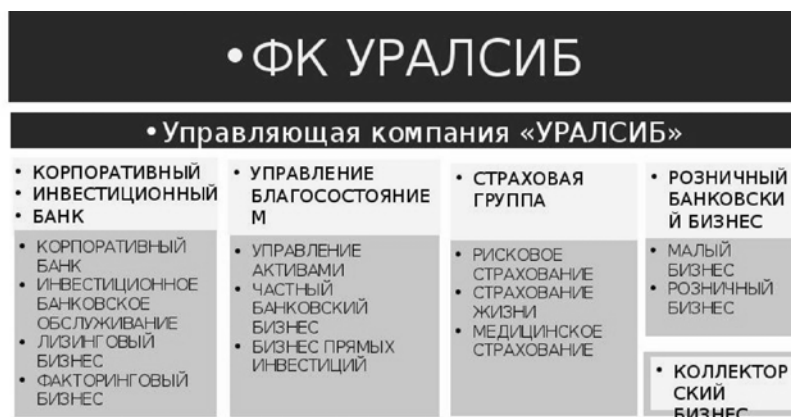 • ФК УРАЛСИБ
• Управляющая компания «УРАЛСИБ»
• КОРПОРАТИВНЫЙ
• ИНВЕСТИЦИОННЫЙ
• БАНК
• КОРПОРАТИВНЫЙ
БАНК
• ИНВЕСТИЦИОННОЕ
БАНКОВСКОЕ
ОБСЛУЖИВАНИЕ
• ЛИЗИНГОВЫЙ
БИЗНЕС
• ФАКТОРИНГОВЫЙ
БИЗНЕС
• УПРАВЛЕНИЕ
БЛАГОСОСТОЯНИЕ
М
• УПРАВЛЕНИЕ
АКТИВАМИ
• ЧАСТНЫЙ
БАНКОВСКИЙ
БИЗНЕС
• БИЗНЕС ПРЯМЫХ
ИНВЕСТИЦИЙ
• СТРАХОВАЯ
ГРУППА
• РИСКОВОЕ
СТРАХОВАНИЕ
• СТРАХОВАНИЕ
ЖИЗНИ
• МЕДИЦИНСКОЕ
СТРАХОВАНИЕ
• РОЗНИЧНЫЙ
БАНКОВСКИ
Й БИЗНЕС
• МАЛЫЙ
БИЗНЕС
• РОЗНИЧНЫЙ
БИЗНЕС
• КОЛЛЕКТОР
СКИЙ
БИЗНЕС